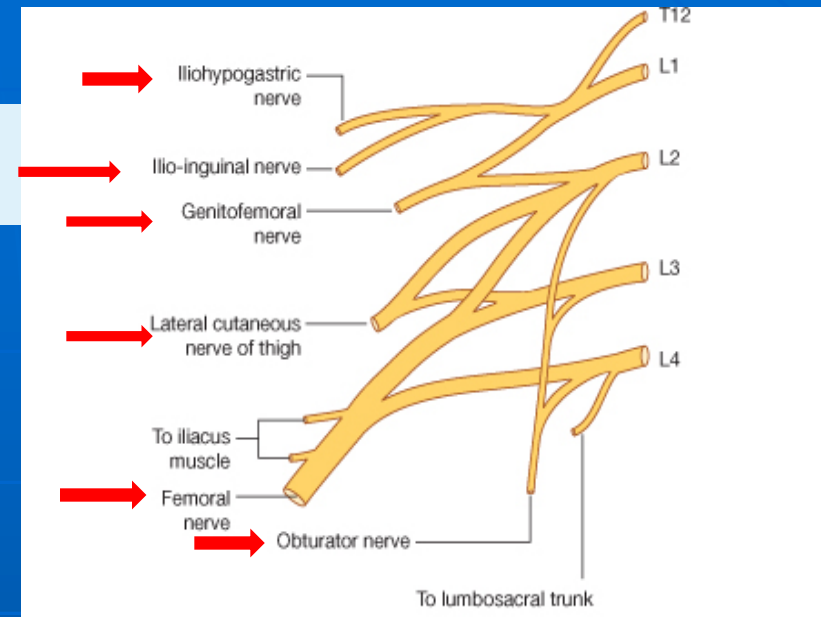 T12
L1
Iliohypogastric
nerve
L2
Ilio-inguinal nerve
Genitofemoral
nerve
L3
Lateral cutaneous
nerve of thigh
L4
To iliacus
muscle
Femoral
nerve
Obturator nerve
To lumbosacral trunk